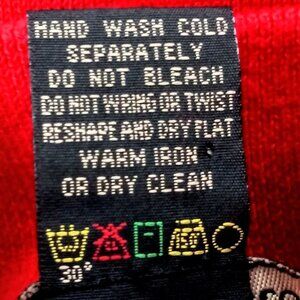 HAND WASH COLD
SEPARATELY
DO NOT BLEACH
DO NOT WRING OR TWIST
RESHAPE AND DRY FLAT
WARM IRON
OR DRY CLEAN
30°